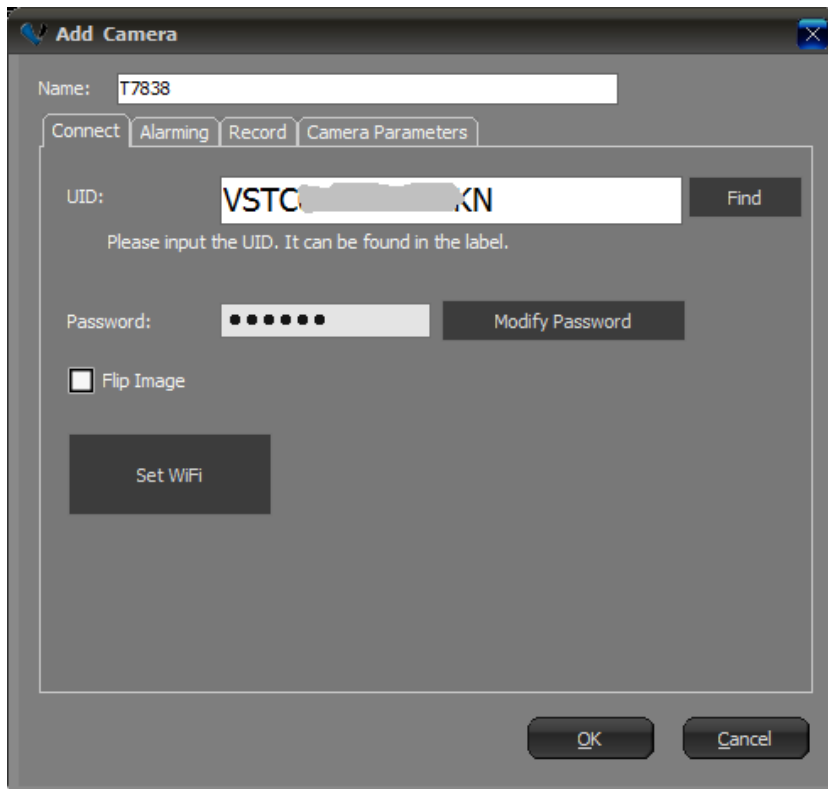 Add Camera
Name: T7838
Connect Alarming Record Camera Parameters
UID: VSTC KN Find
Please input the UID. It can be found in the label.
Password: ●●●●●● Modify Password
Flip Image
Set WiFi
OK Cancel